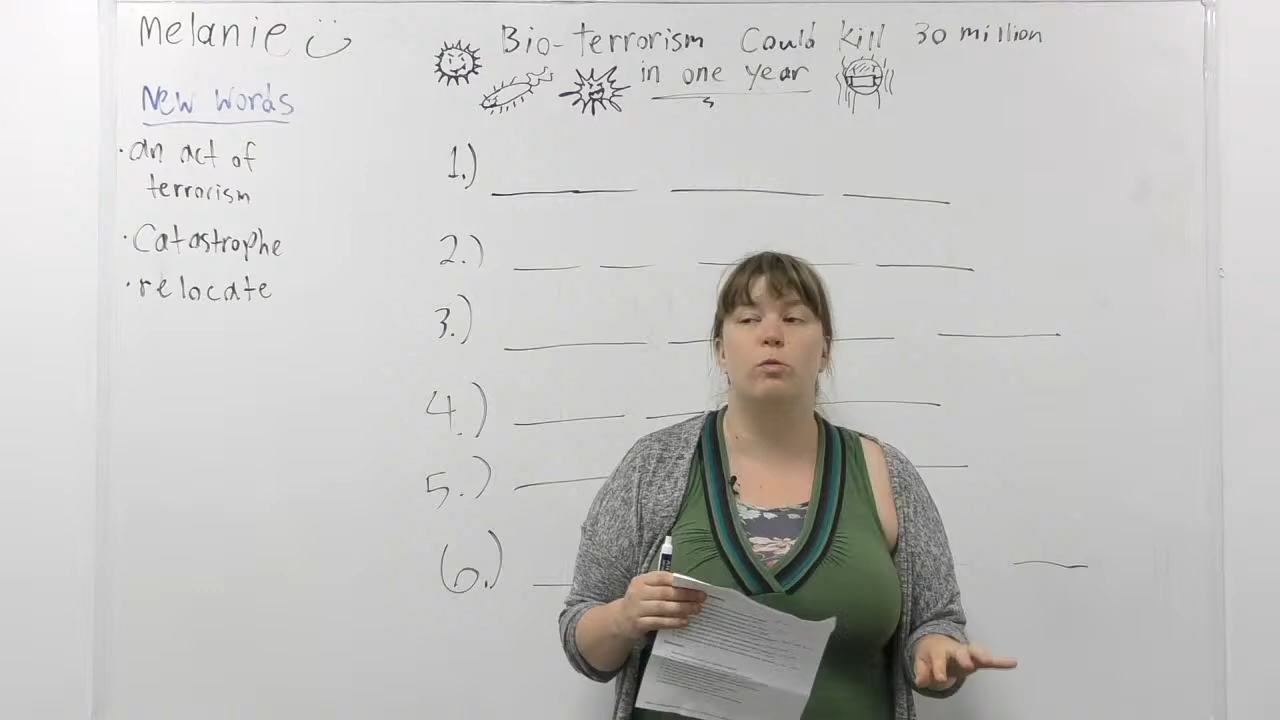 Melanie
Bio-terrorism Could kill 30 million
in one year
New words
• an act of
terrorism
• Catastrophe
• relocate
1.)
2.)
3.)
4.)
5.)
6.)